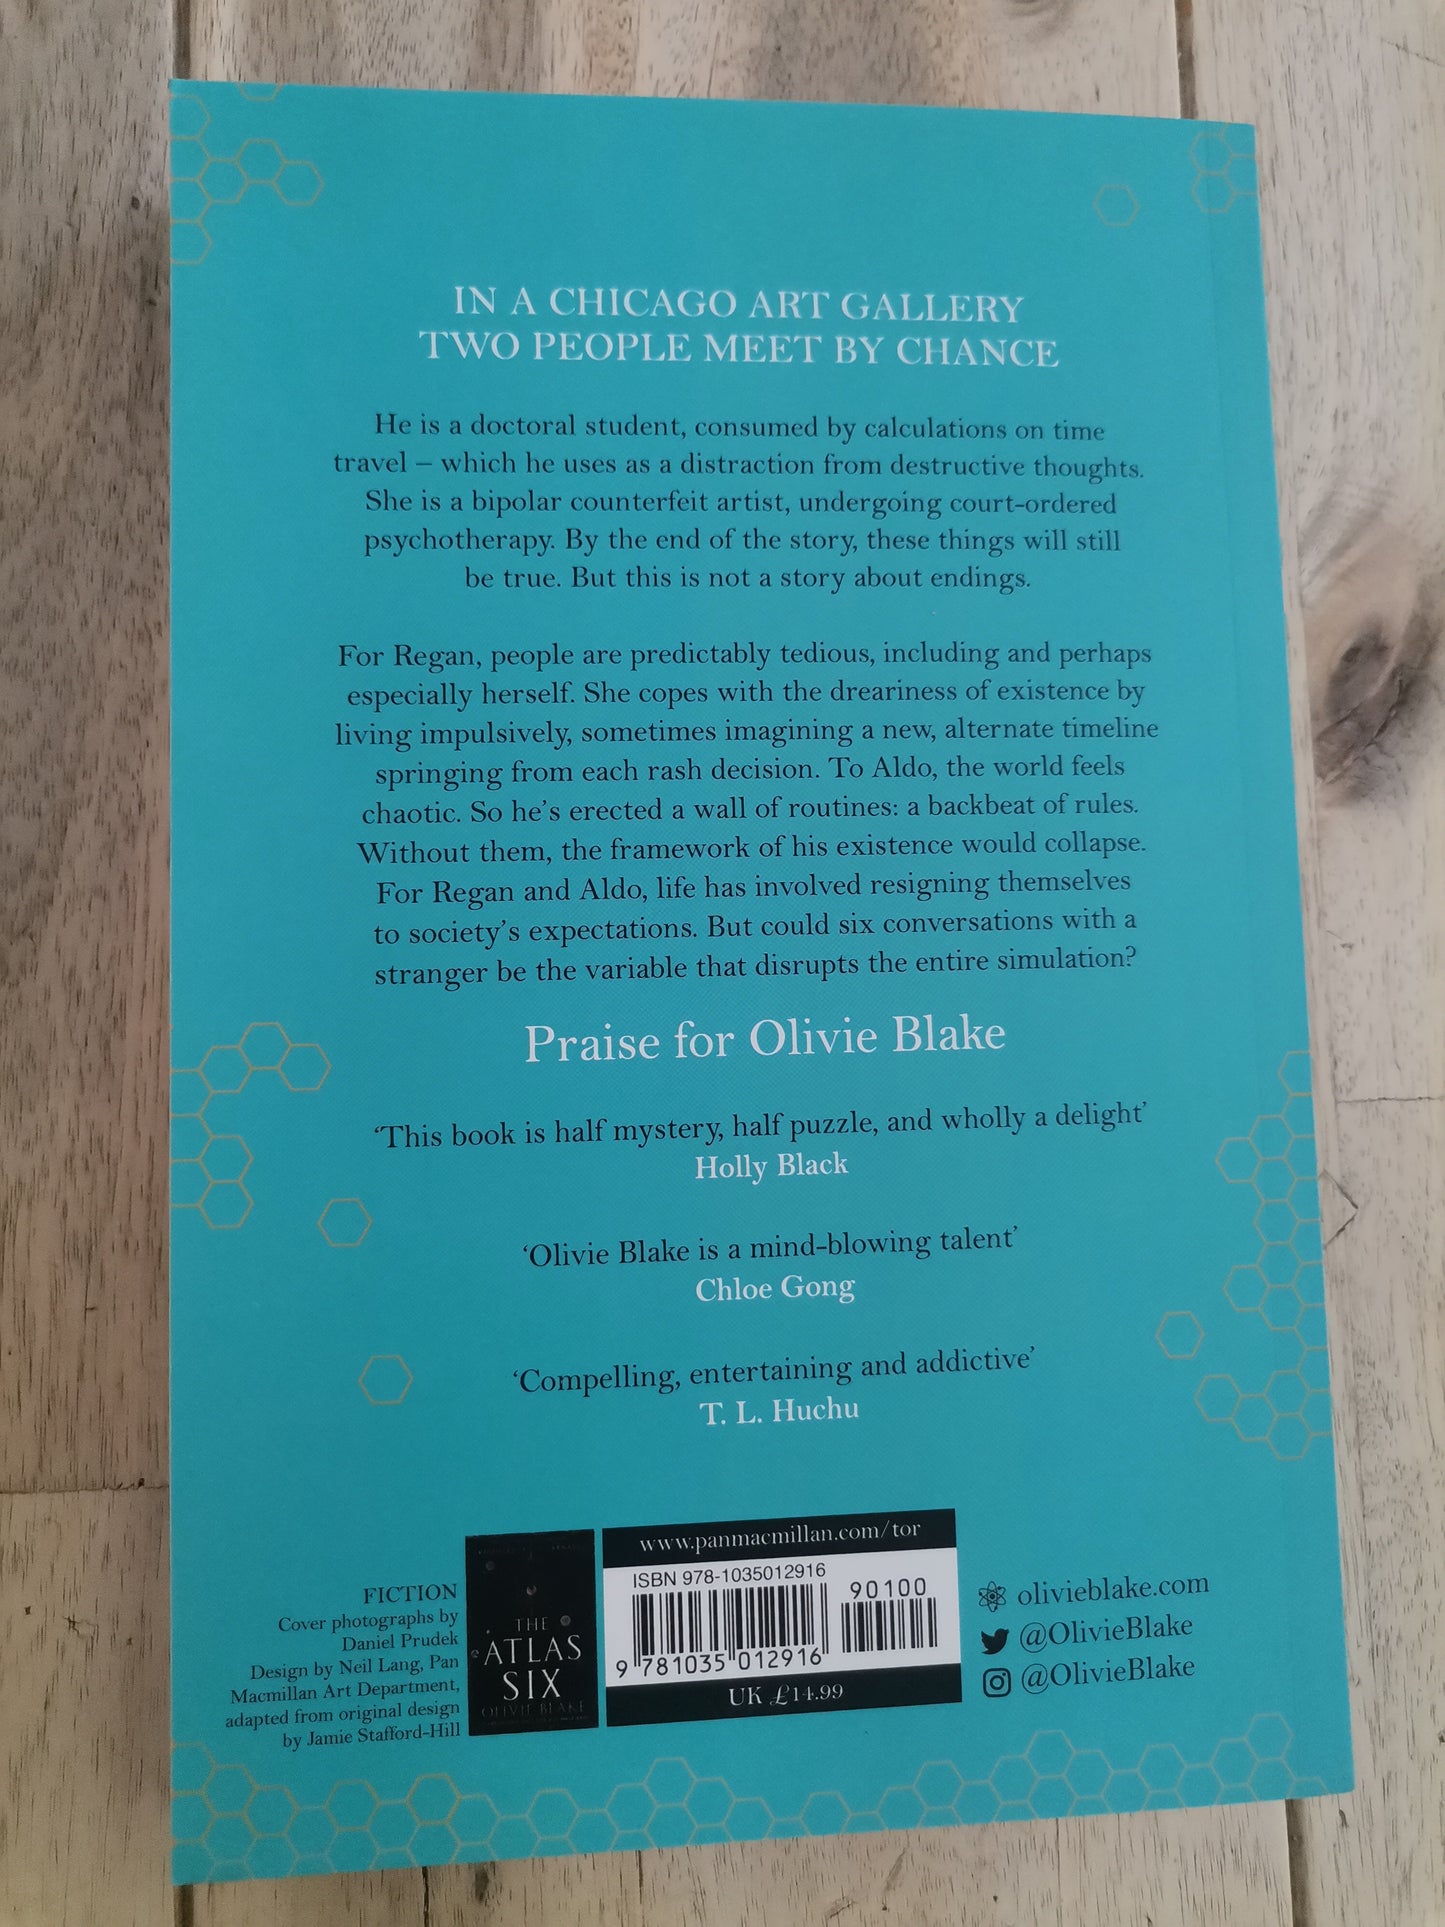 IN A CHICAGO ART GALLERY
TWO PEOPLE MEET BY CHANCE
He is a doctoral student, consumed by calculations on time
travel – which he uses as a distraction from destructive thoughts.
She is a bipolar counterfeit artist, undergoing court-ordered
psychotherapy. By the end of the story, these things will still
be true. But this is not a story about endings.
For Regan, people are predictably tedious, including and perhaps
especially herself. She copes with the dreariness of existence by
living impulsively, sometimes imagining a new, alternate timeline
springing from each rash decision. To Aldo, the world feels
chaotic. So he's erected a wall of routines: a backbeat of rules.
Without them, the framework of his existence would collapse.
For Regan and Aldo, life has involved resigning themselves
to society's expectations. But could six conversations with a
stranger be the variable that disrupts the entire simulation?
Praise for Olivie Blake
‘This book is half mystery, half puzzle, and wholly a delight’
Holly Black
‘Olivie Blake is a mind-blowing talent’
Chloe Gong
‘Compelling, entertaining and addictive’
T. L. Huchu
FICTION
Cover photographs by
Daniel Prudek
Design by Neil Lang, Pan
Macmillan Art Department,
adapted from original design
by Jamie Stafford-Hill
THE
ATLAS
SIX
OLIVIE BLAKE
www.panmacmillan.com/tor
ISBN 978-1035012916
90100
9 781035 012916
UK £14.99
olivieblake.com
@OlivieBlake
@OlivieBlake